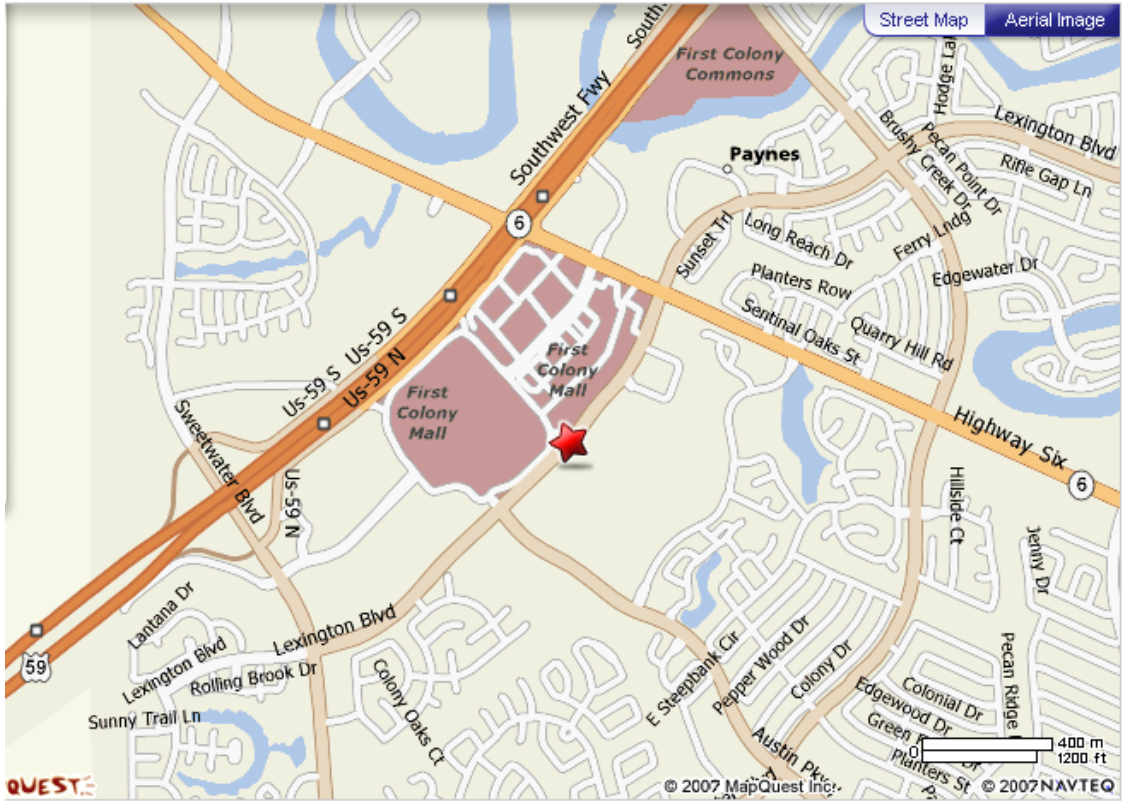 Street Map
Aerial Image
First Colony
Commons
Southwest Fwy
Hodge
Lexington Blvd
Paynes
Brushy Creek Dr
Pecan Point Dr
Rifle Gap Ln
6
Sunset Trl
Long Reach Dr
Ferry Lndg
Planters Row
Edgewater Dr
Sentinal Oaks St
Quarry Hill Rd
Us-59 S
Us-59 S
Us-59 N
First
Colony
Mall
First
Colony
Mall
Sweetwater Blvd
Us-59 N
Highway Six
6
Hillside Ct
Jenny Dr
Lantana Dr
Lexington Blvd
Lexington Blvd
59
Rolling Brook Dr
Sunny Trail Ln
Colony Oaks Ct
E Steepbank Cir
Pepper Wood Dr
Colony Dr
Pecan Ridge
Edgewood Dr
Colonial Dr
Green
Planters St
Austin
0
400 m
1200 ft
QUEST
© 2007 MapQuest Inc.
© 2007 NAVTEQ